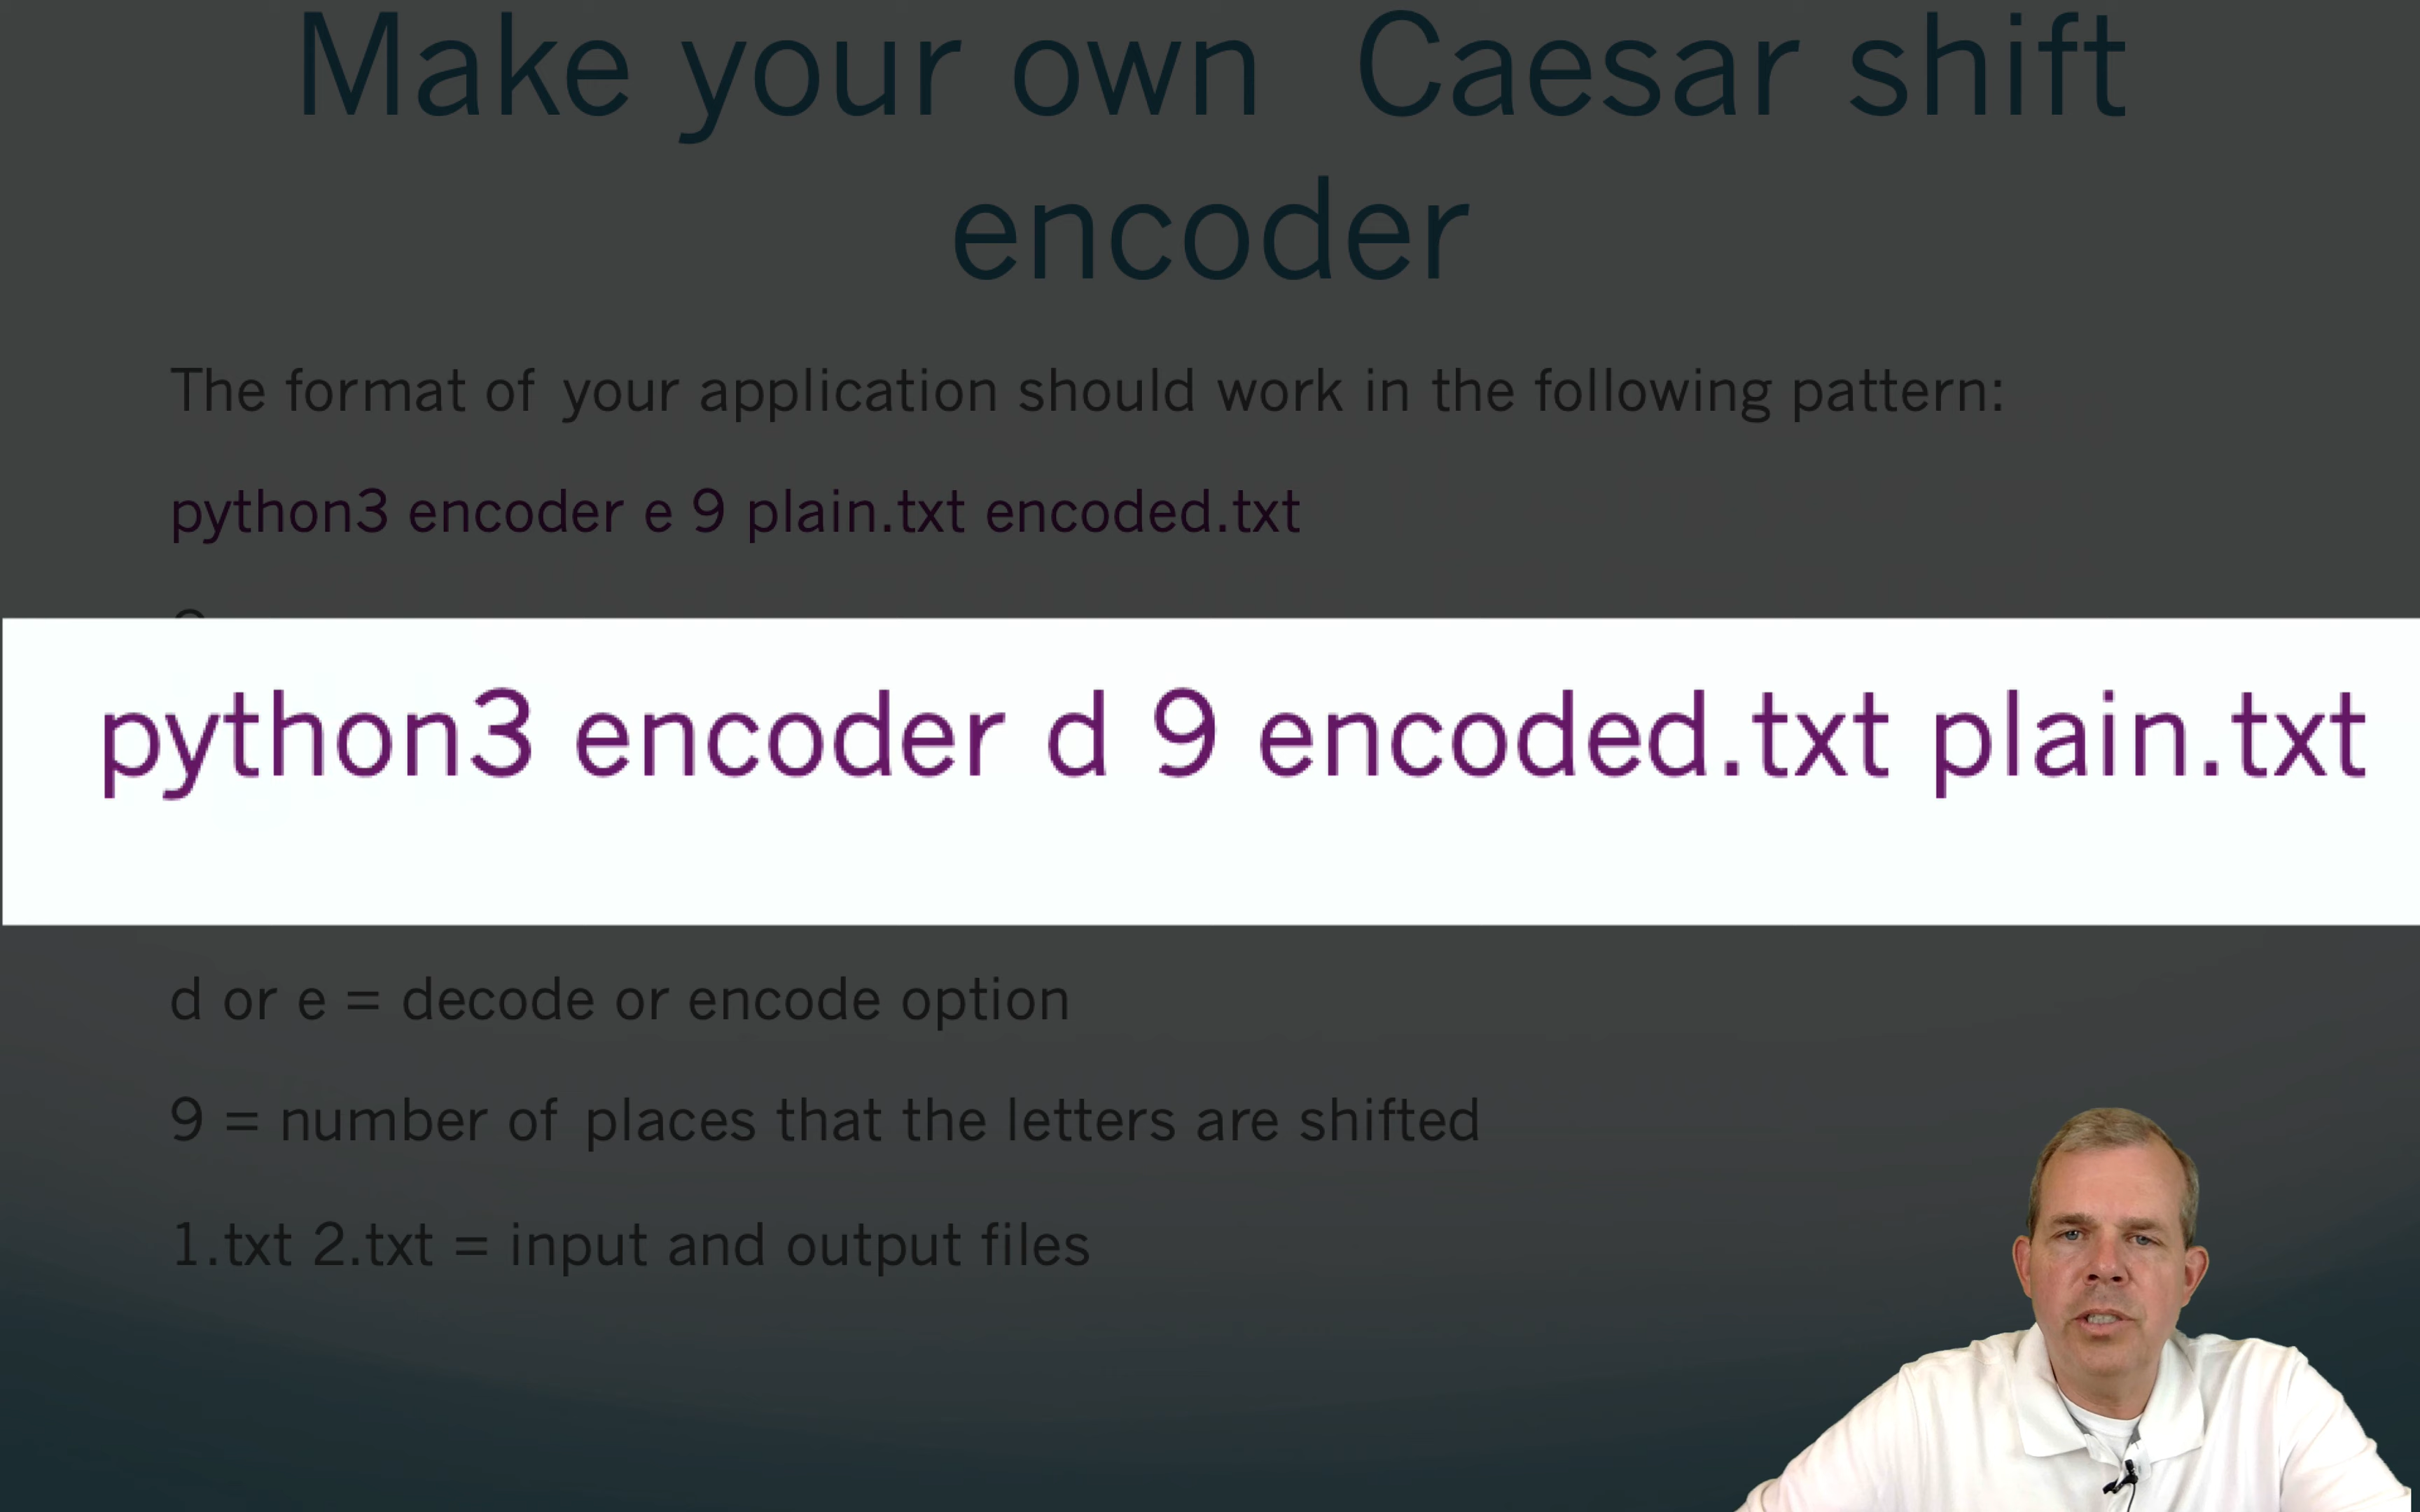 Make your own Caesar shift
encoder
The format of your application should work in the following pattern:
python3 encoder e 9 plain.txt encoded.txt
python3 encoder d 9 encoded.txt plain.txt
d or e = decode or encode option
9 = number of places that the letters are shifted
1.txt 2.txt = input and output files